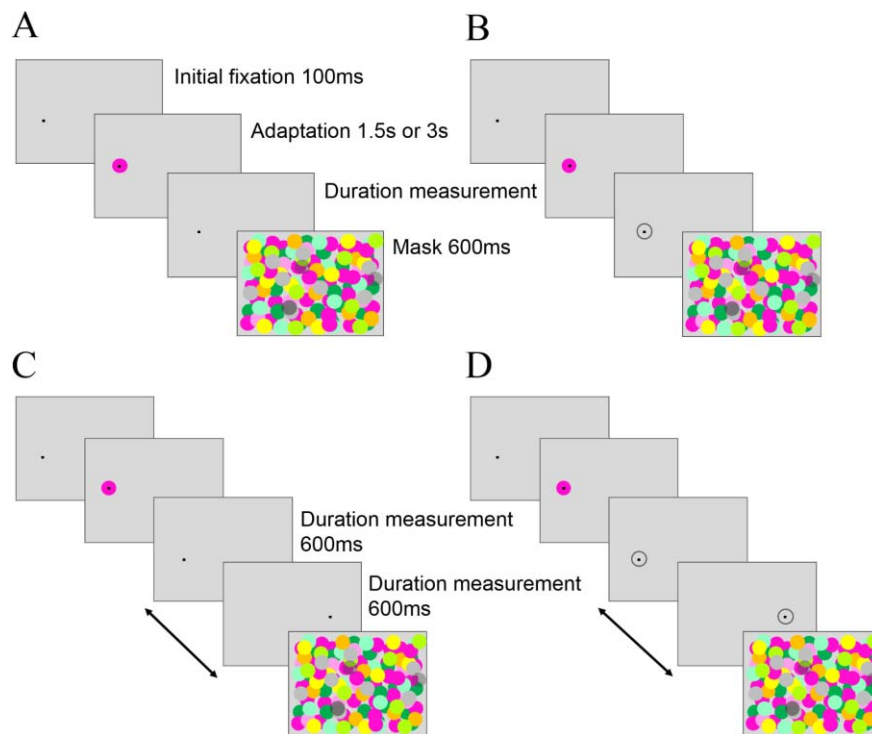 A
B
Initial fixation 100ms
Adaptation 1.5s or 3s
Duration measurement
Mask 600ms
C
D
Duration measurement
600ms
Duration measurement
600ms